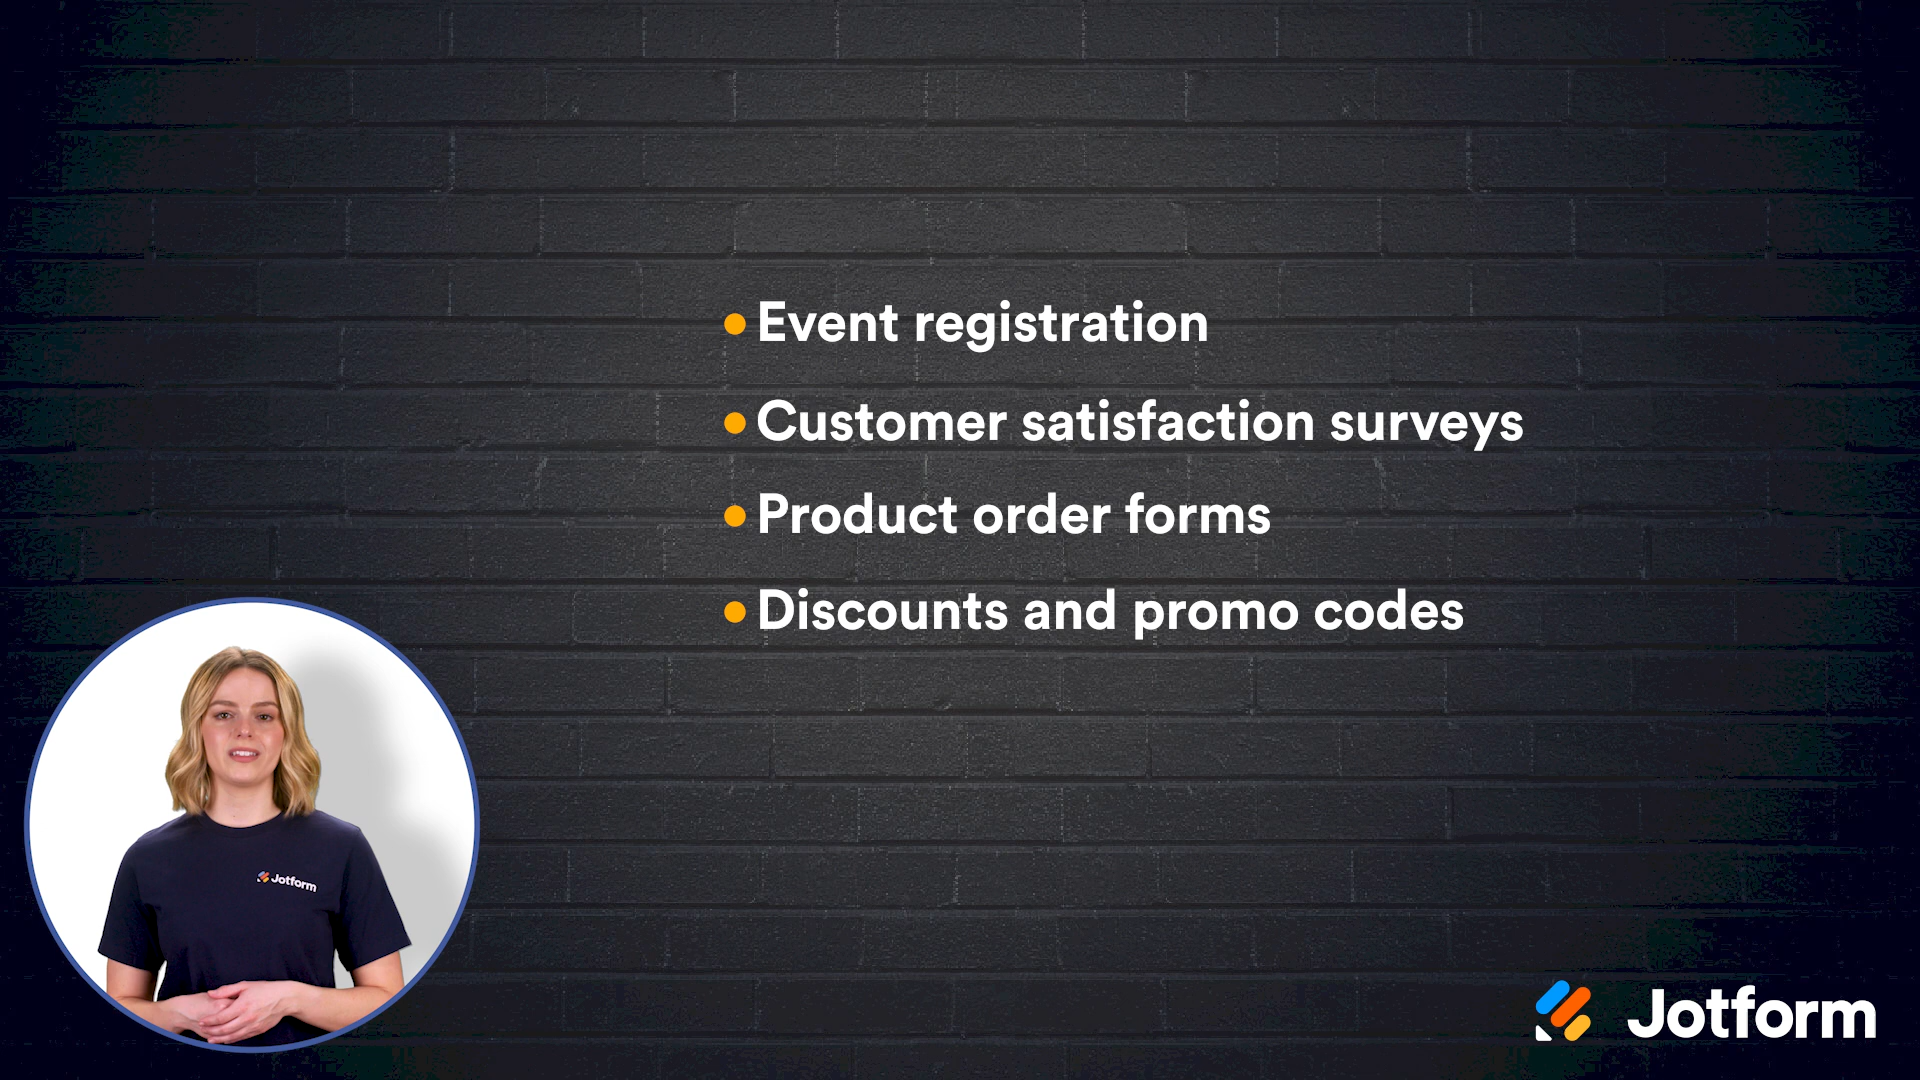 Event registration
Customer satisfaction surveys
Product order forms
Discounts and promo codes
Jotform
Jotform